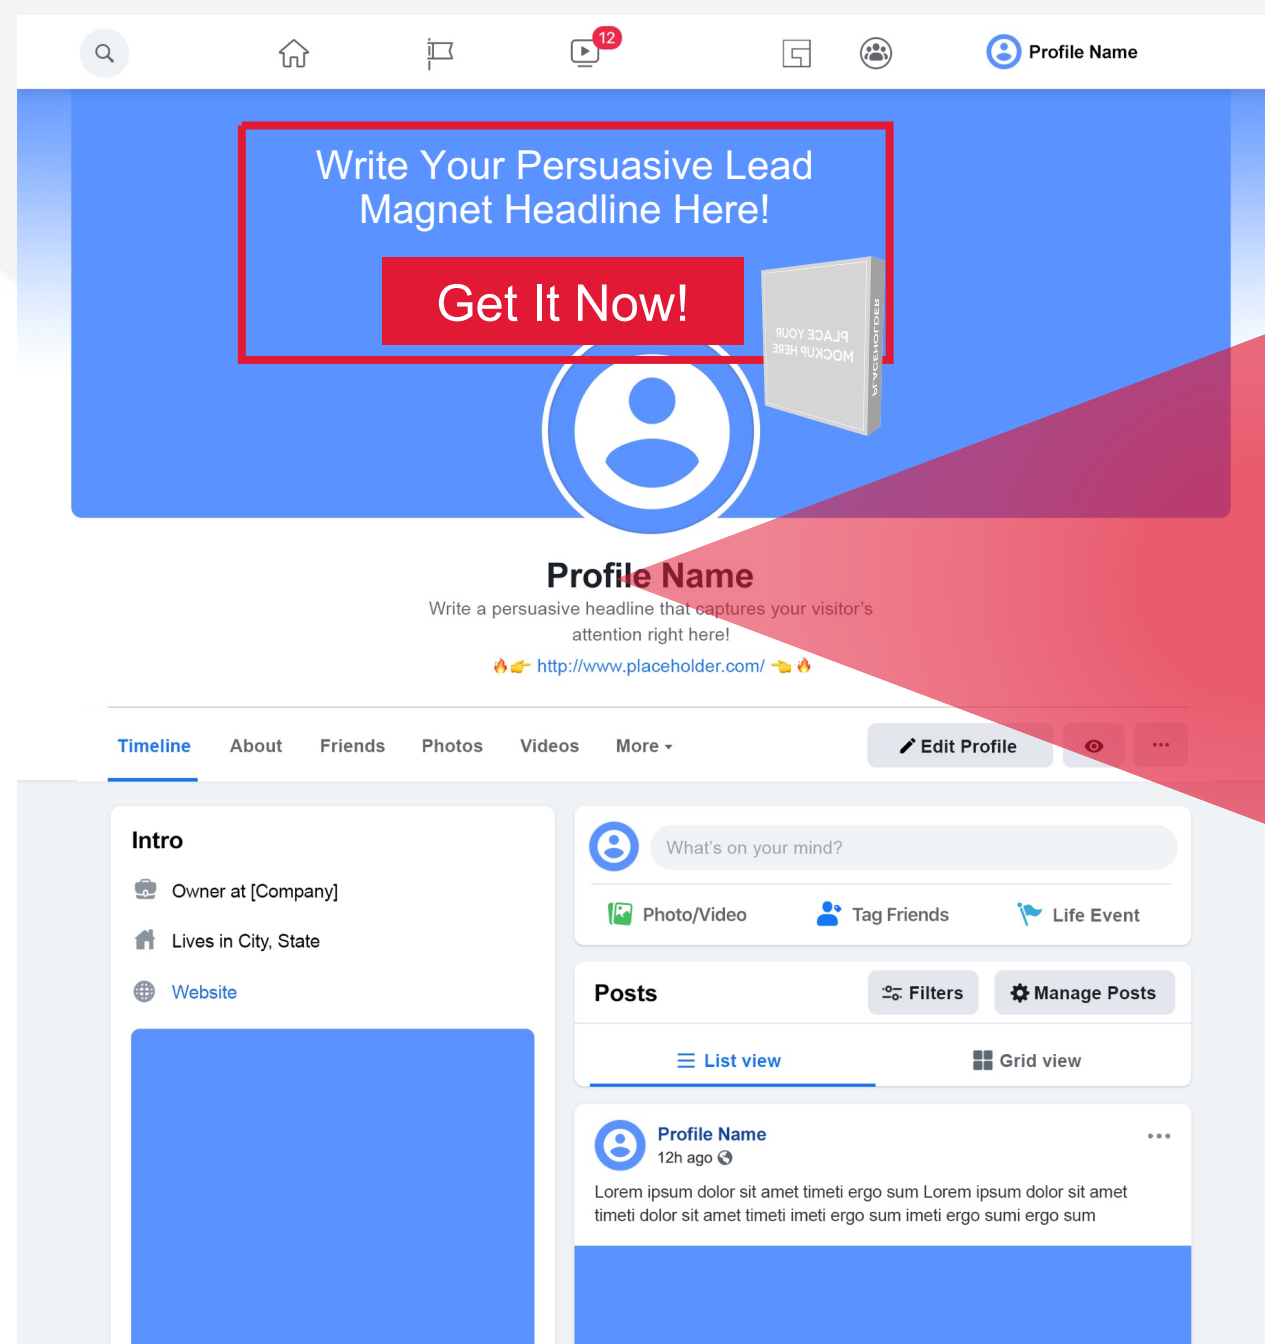 12
Profile Name
Write Your Persuasive Lead
Magnet Headline Here!
Get It Now!
PLACE YOUR
MOCKUP HERE
PLACEHOLDER
Profile Name
Write a persuasive headline that captures your visitor's
attention right here!
🔥👉 http://www.placeholder.com/ 👈🔥
Timeline About Friends Photos Videos More
Edit Profile
Intro
Owner at [Company]
Lives in City, State
Website
What's on your mind?
Photo/Video Tag Friends Life Event
Posts Filters Manage Posts
List view Grid view
Profile Name
12h ago
Lorem ipsum dolor sit amet timeti ergo sum Lorem ipsum dolor sit amet
timeti dolor sit amet timeti imeti ergo sum imeti ergo sumi ergo sum